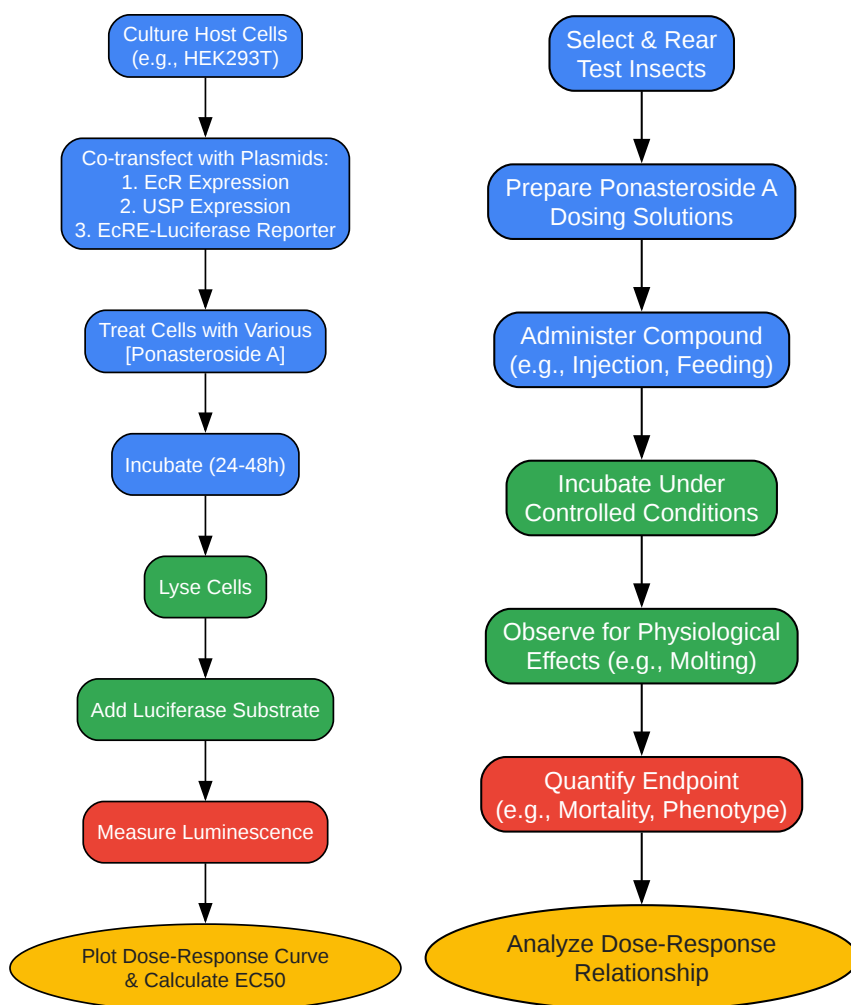 Culture Host Cells
(e.g., HEK293T)
Co-transfect with Plasmids:
1. EcR Expression
2. USP Expression
3. EcRE-Luciferase Reporter
Treat Cells with Various
[Ponasteroside A]
Incubate (24-48h)
Lyse Cells
Add Luciferase Substrate
Measure Luminescence
Plot Dose-Response Curve
& Calculate EC50
Select & Rear
Test Insects
Prepare Ponasteroside A
Dosing Solutions
Administer Compound
(e.g., Injection, Feeding)
Incubate Under
Controlled Conditions
Observe for Physiological
Effects (e.g., Molting)
Quantify Endpoint
(e.g., Mortality, Phenotype)
Analyze Dose-Response
Relationship